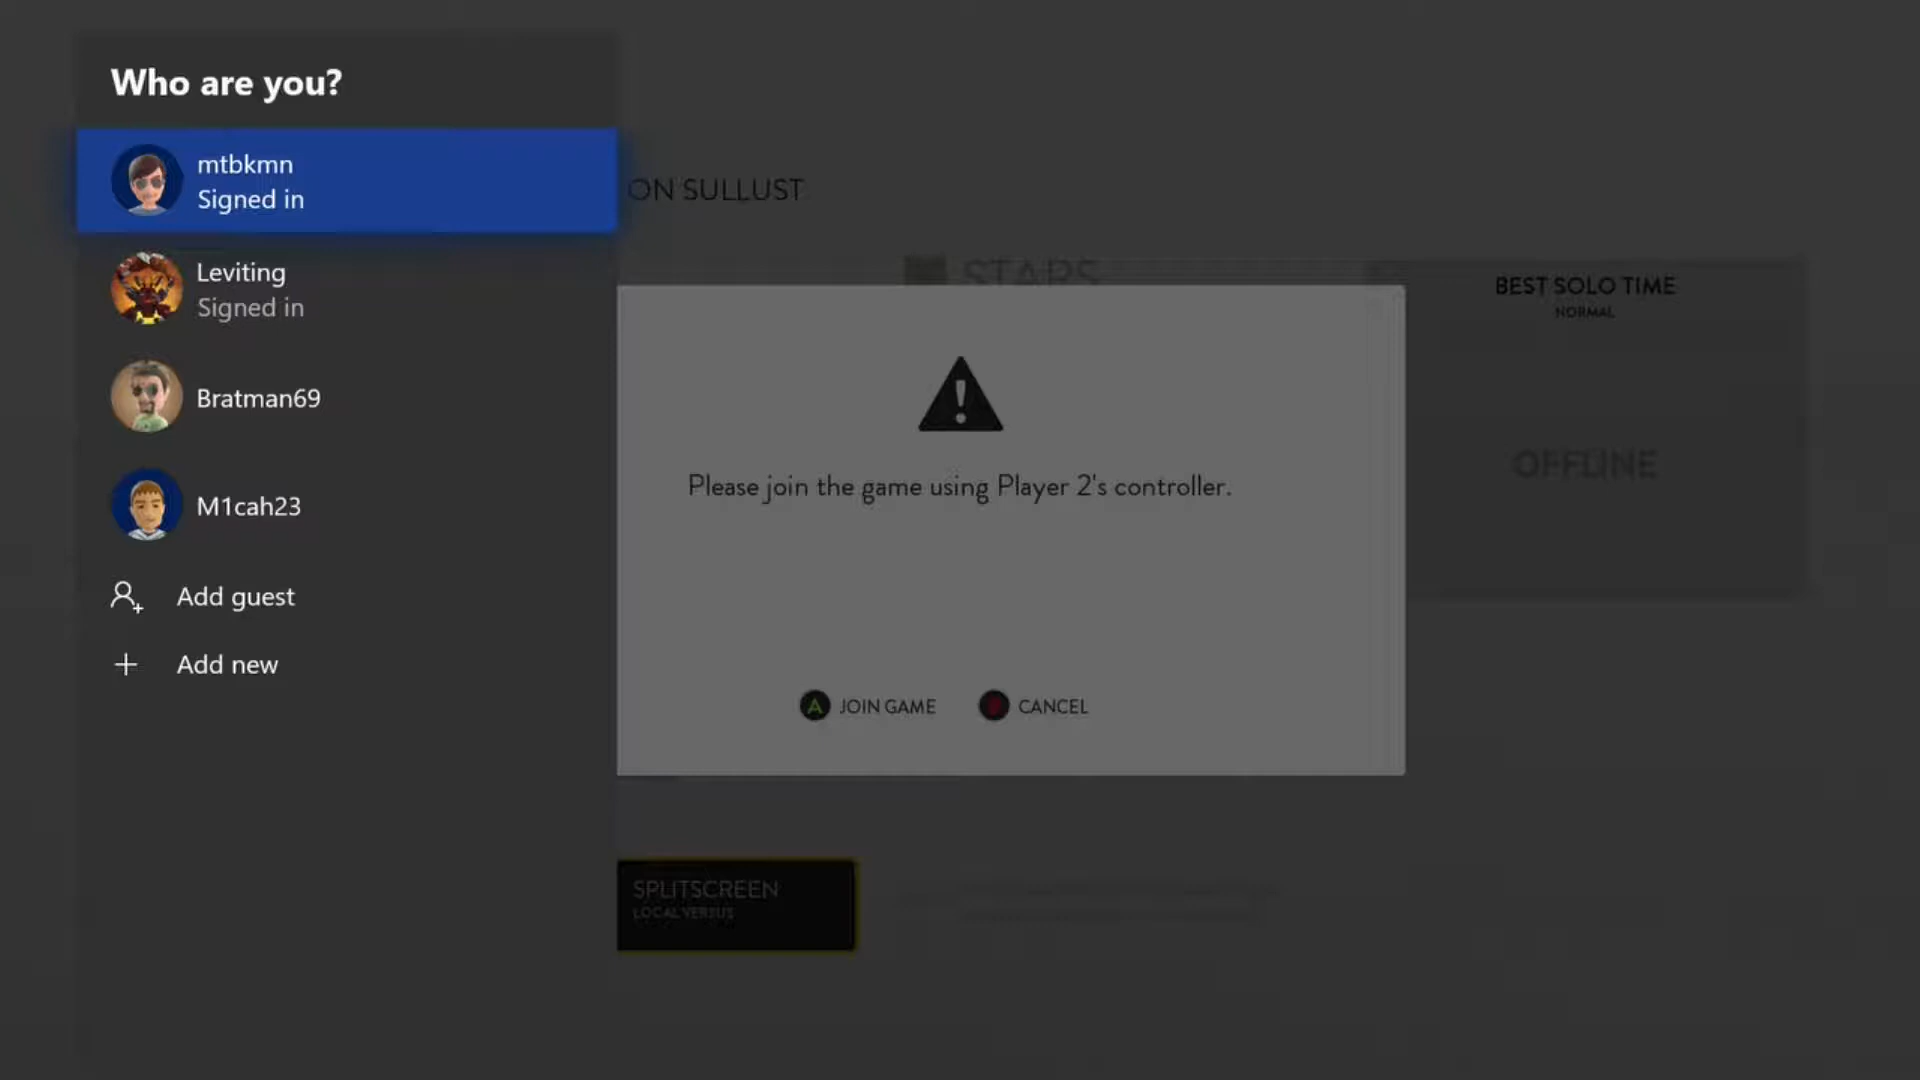 Who are you?
mtbkmn
Signed in
Leviting
Signed in
Bratman69
M1cah23
Add guest
Add new
ON SULLUST
STARS
BEST SOLO TIME
NORMAL
OFFLINE
Please join the game using Player 2's controller.
A JOIN GAME
CANCEL
SPLITSCREEN
LOCAL VERSUS